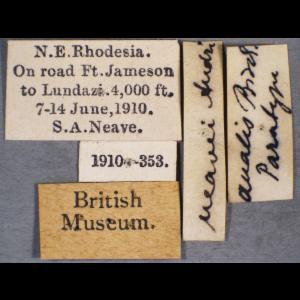 N.E. Rhodesia.
On road Ft. Jameson
to Lundazi. 4,000 ft.
7-14 June, 1910.
S.A. Neave.
1910-353.
British
Museum.
neavei
analis
Paratype